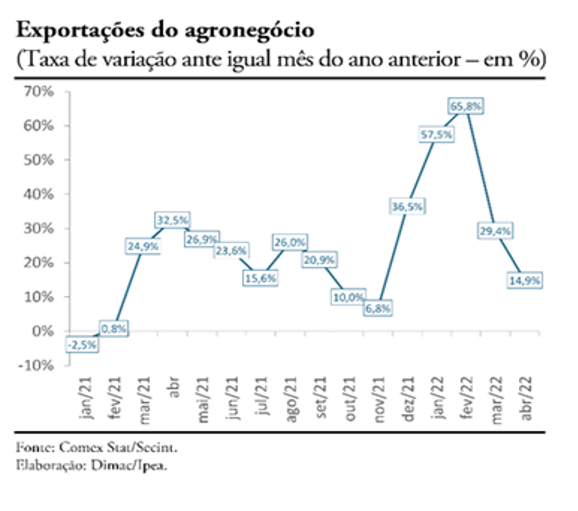 Exportações do agronegócio
(Taxa de variação ante igual mês do ano anterior – em %)
70%
60%
50%
40%
30%
20%
10%
0%
-10%
-2,5%
0,8%
24,9%
32,5%
26,9%
23,6%
15,6%
26,0%
20,9%
10,0%
6,8%
36,5%
57,5%
65,8%
29,4%
14,9%
jan/21
fev/21
mar/21
abr
mai/21
jun/21
jul/21
ago/21
set/21
out/21
nov/21
dez/21
jan/22
fev/22
mar/22
abr/22
Fonte: Comex Stat/Secint.
Elaboração: Dimac/Ipea.